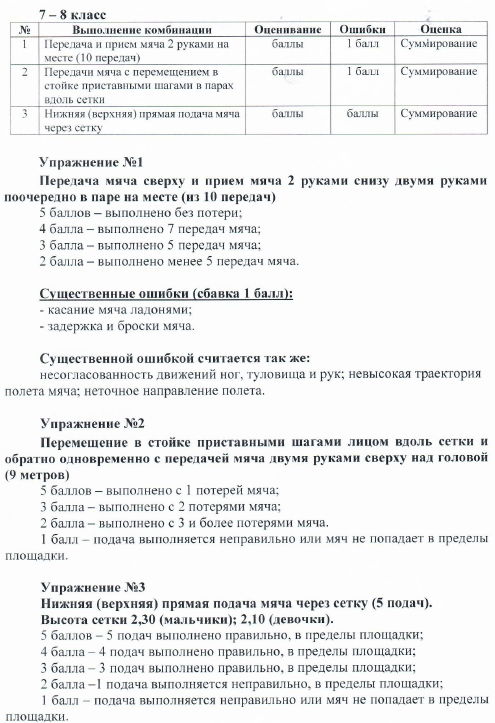 7 – 8 класс
№ Выполнение комбинации Оценивание Ошибки Оценка
1 Передача и прием мяча 2 руками на месте (10 передач) баллы 1 балл Суммирование
2 Передачи мяча с перемещением в стойке приставными шагами в парах вдоль сетки баллы 1 балл Суммирование
3 Нижняя (верхняя) прямая подача мяча через сетку баллы баллы Суммирование
Упражнение №1
Передача мяча сверху и прием мяча 2 руками снизу двумя руками
поочередно в паре на месте (из 10 передач)
5 баллов – выполнено без потери;
4 балла – выполнено 7 передач мяча;
3 балла – выполнено 5 передач мяча;
2 балла – выполнено менее 5 передач мяча.
Существенные ошибки (сбавка 1 балл):
- касание мяча ладонями;
- задержка и броски мяча.
Существенной ошибкой считается так же:
несогласованность движений ног, туловища и рук; невысокая траектория
полета мяча; неточное направление полета.
Упражнение №2
Перемещение в стойке приставными шагами лицом вдоль сетки и
обратно одновременно с передачей мяча двумя руками сверху над головой
(9 метров)
5 баллов – выполнено с 1 потерей мяча;
3 балла – выполнено с 2 потерями мяча;
2 балла – выполнено с 3 и более потерями мяча.
1 балл – подача выполняется неправильно или мяч не попадает в пределы
площадки.
Упражнение №3
Нижняя (верхняя) прямая подача мяча через сетку (5 подач).
Высота сетки 2,30 (мальчики); 2,10 (девочки).
5 баллов – 5 подач выполнено правильно, в пределы площадки;
4 балла – 4 подач выполнено правильно, в пределы площадки;
3 балла – 3 подач выполнено правильно, в пределы площадки;
2 балла –1 подача выполняется неправильно, в пределы площадки;
1 балл – подача выполняется неправильно или мяч не попадает в пределы
площадки.